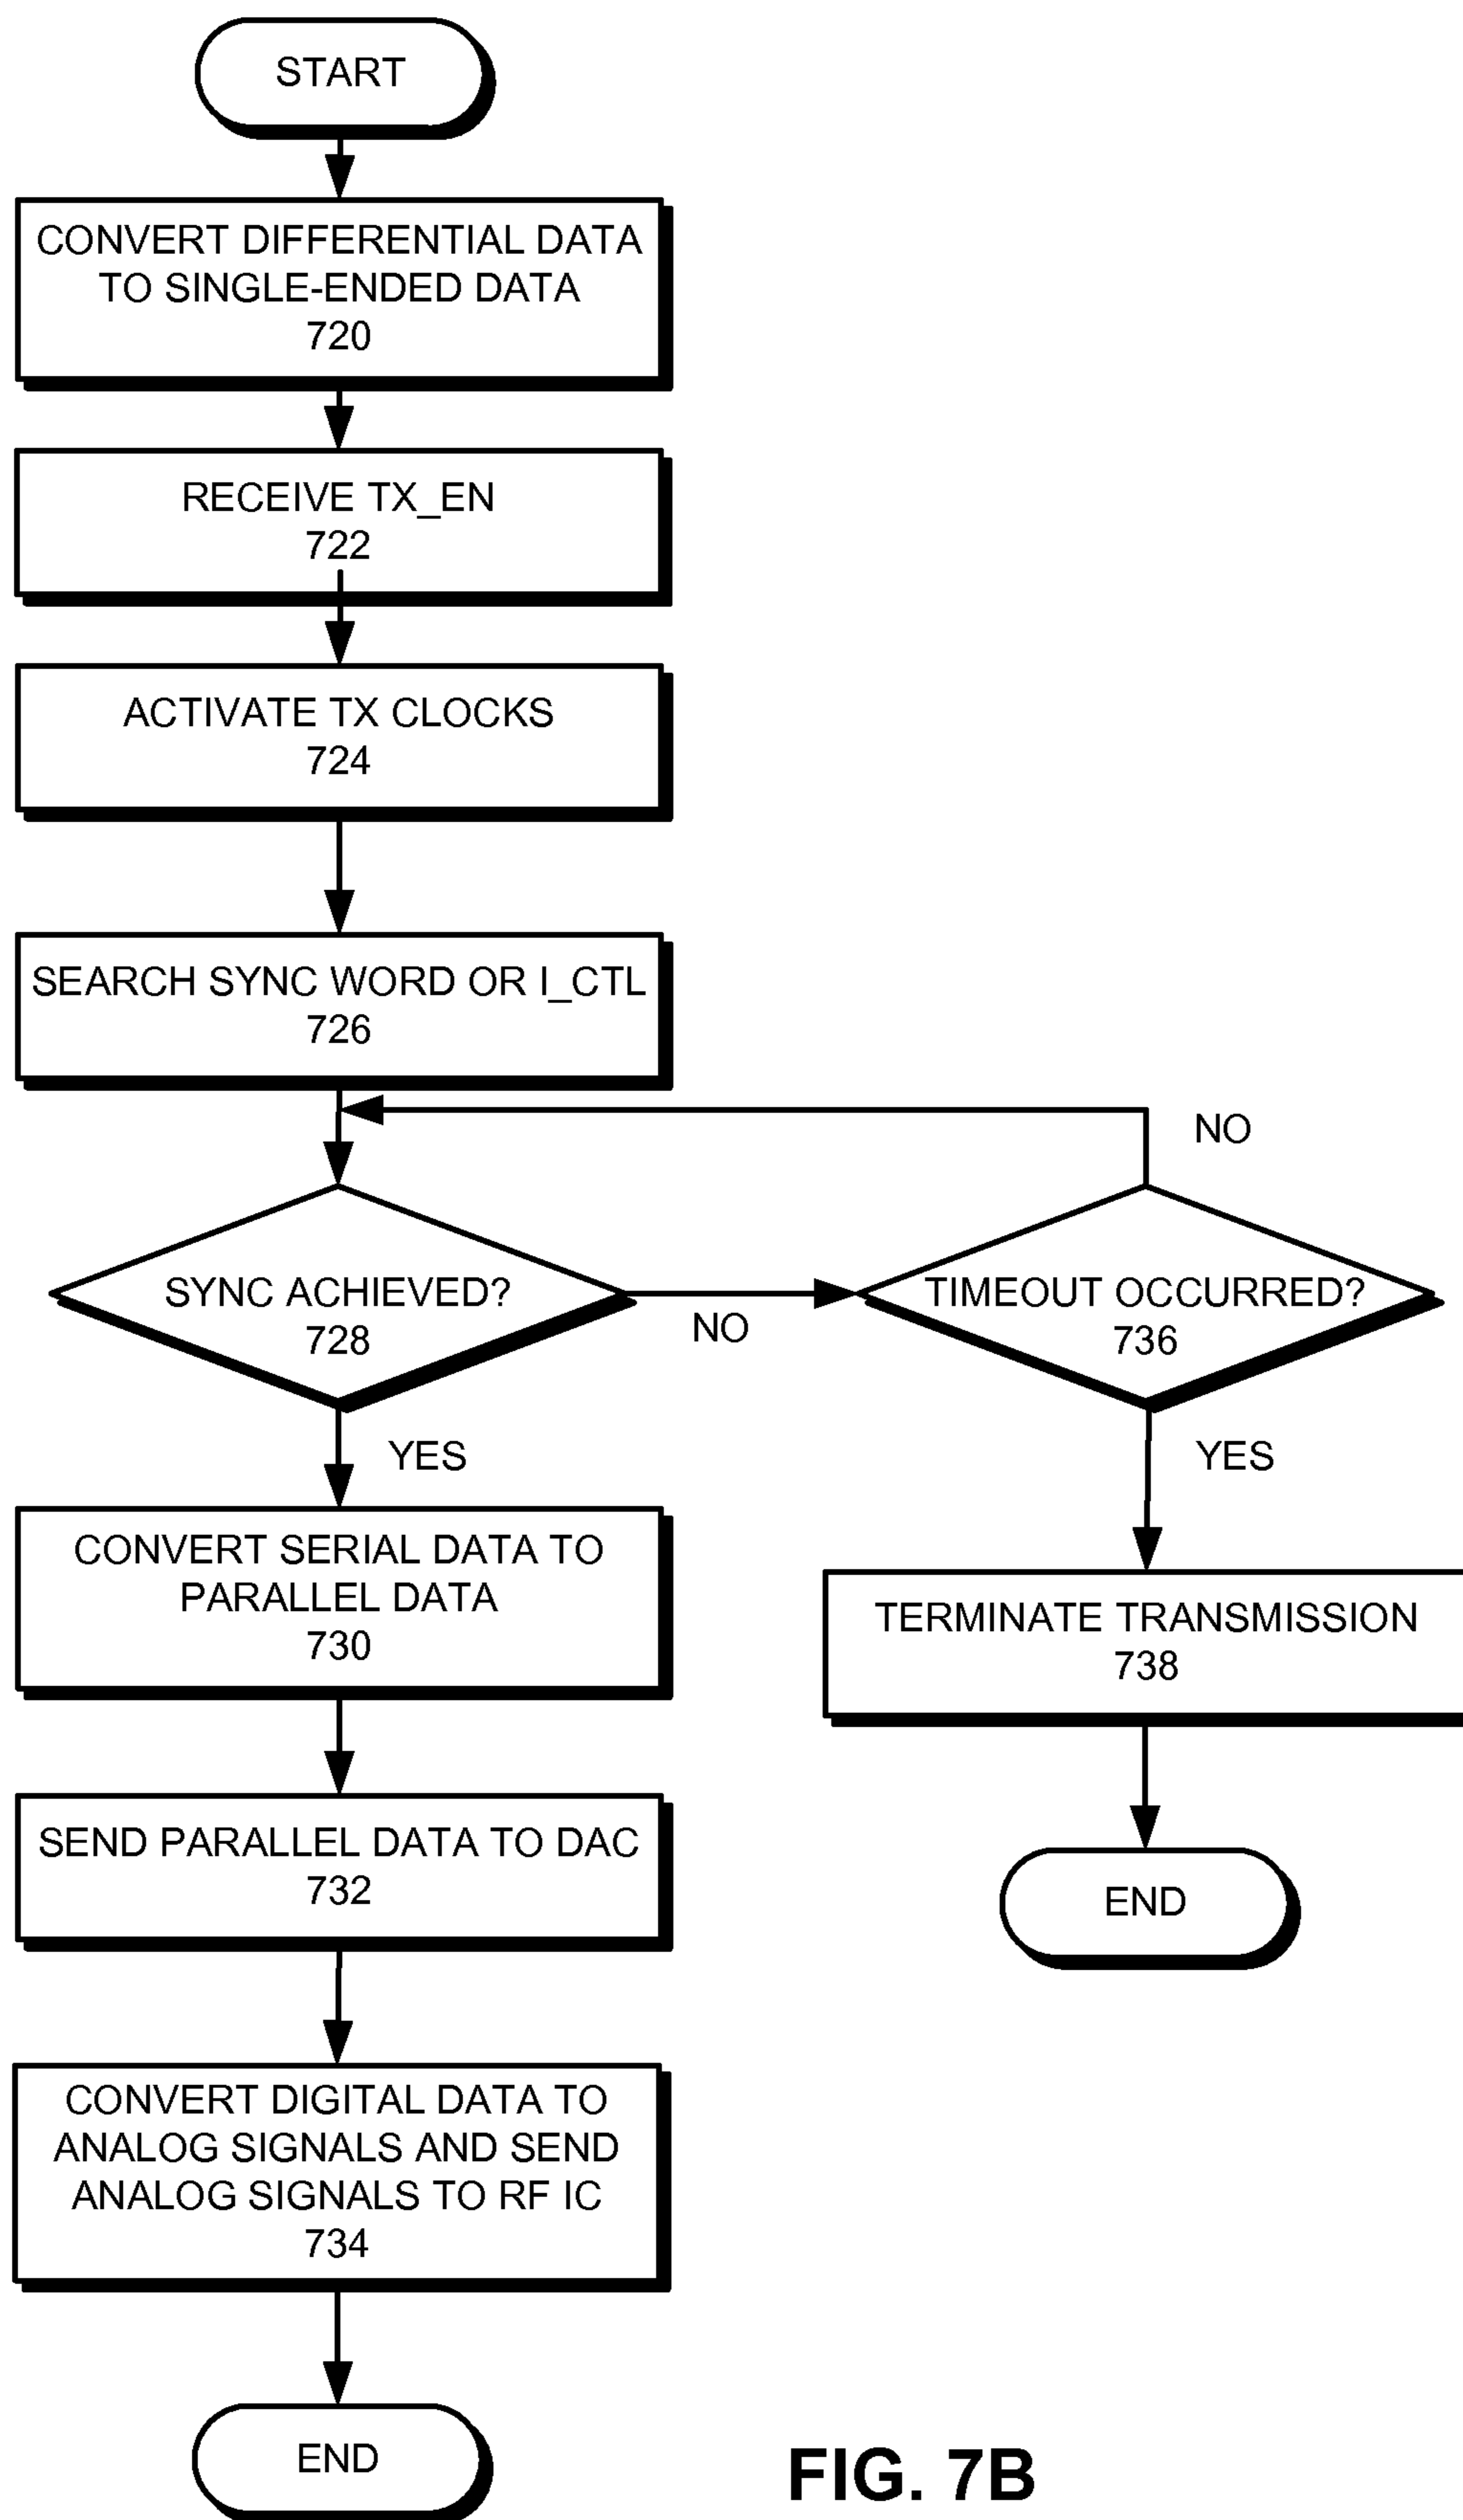 START
CONVERT DIFFERENTIAL DATA
TO SINGLE-ENDED DATA
720
RECEIVE TX_EN
722
ACTIVATE TX CLOCKS
724
SEARCH SYNC WORD OR I_CTL
726
NO
SYNC ACHIEVED?
728
NO
TIMEOUT OCCURRED?
736
YES
YES
CONVERT SERIAL DATA TO
PARALLEL DATA
730
TERMINATE TRANSMISSION
738
SEND PARALLEL DATA TO DAC
732
END
CONVERT DIGITAL DATA TO
ANALOG SIGNALS AND SEND
ANALOG SIGNALS TO RF IC
734
END
FIG. 7B